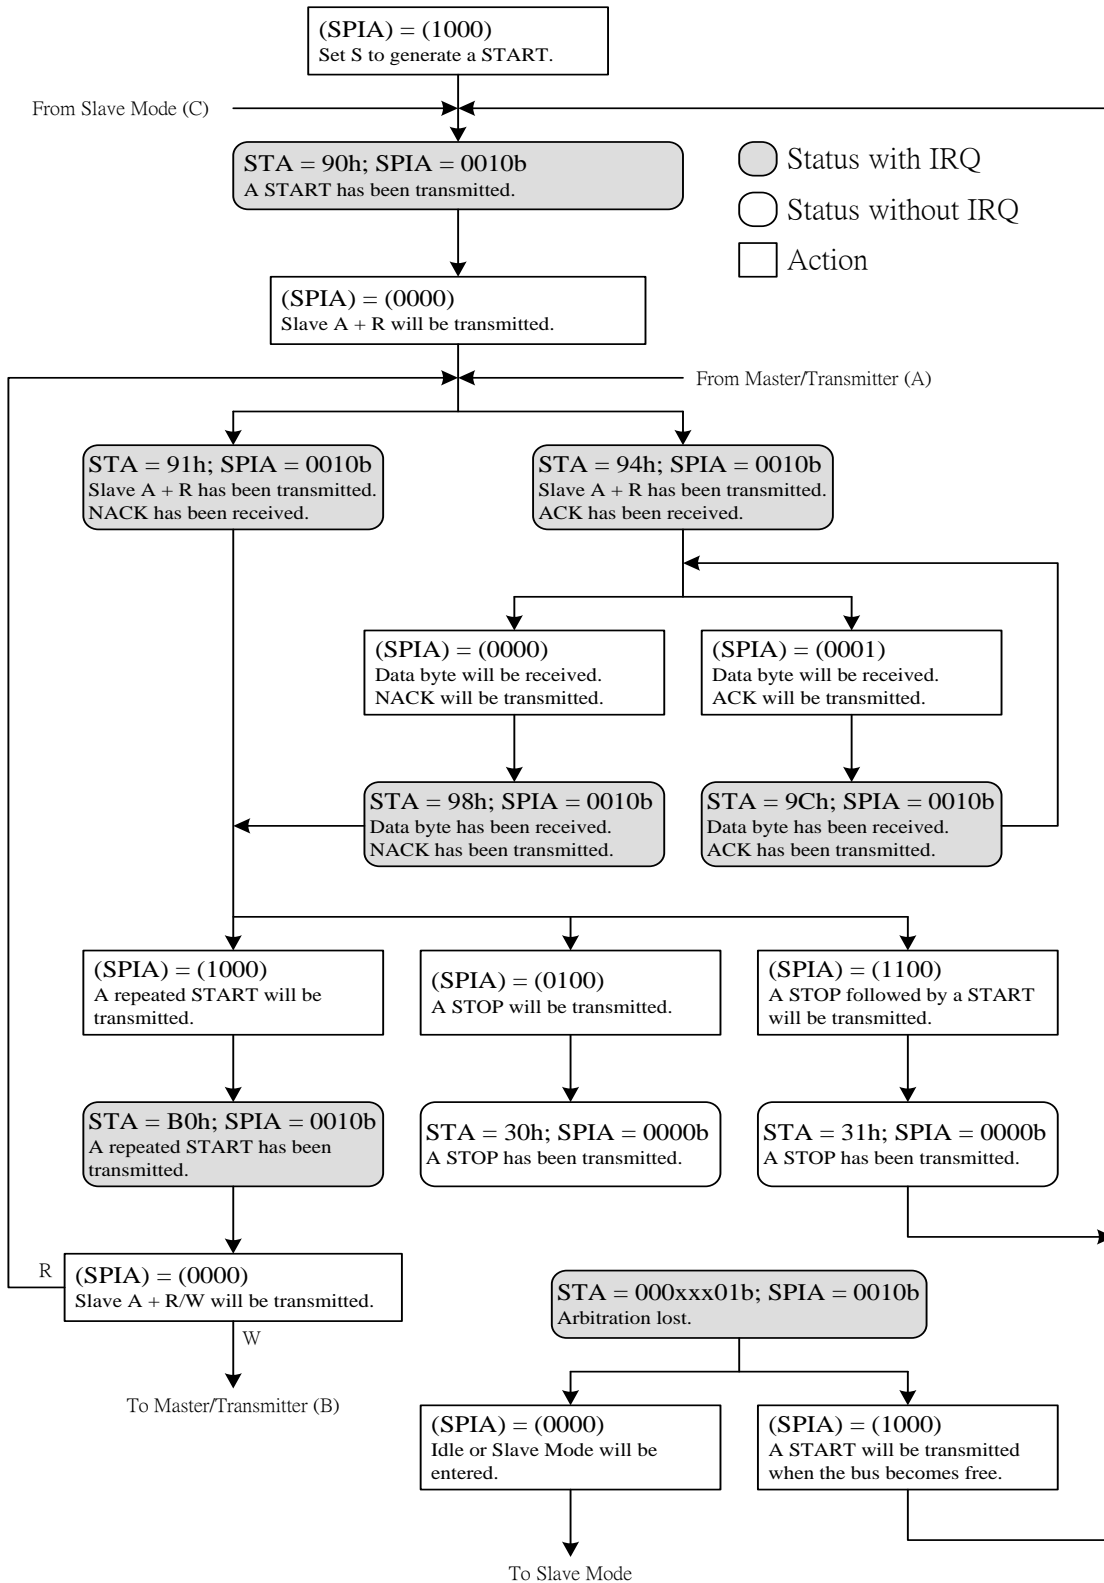 (SPIA) = (1000)
Set S to generate a START.
From Slave Mode (C)
STA = 90h; SPIA = 0010b
A START has been transmitted.
Status with IRQ
Status without IRQ
Action
(SPIA) = (0000)
Slave A + R will be transmitted.
From Master/Transmitter (A)
STA = 91h; SPIA = 0010b
Slave A + R has been transmitted.
NACK has been received.
STA = 94h; SPIA = 0010b
Slave A + R has been transmitted.
ACK has been received.
(SPIA) = (0000)
Data byte will be received.
NACK will be transmitted.
(SPIA) = (0001)
Data byte will be received.
ACK will be transmitted.
STA = 98h; SPIA = 0010b
Data byte has been received.
NACK has been transmitted.
STA = 9Ch; SPIA = 0010b
Data byte has been received.
ACK has been transmitted.
(SPIA) = (1000)
A repeated START will be
transmitted.
(SPIA) = (0100)
A STOP will be transmitted.
(SPIA) = (1100)
A STOP followed by a START
will be transmitted.
STA = B0h; SPIA = 0010b
A repeated START has been
transmitted.
STA = 30h; SPIA = 0000b
A STOP has been transmitted.
STA = 31h; SPIA = 0000b
A STOP has been transmitted.
R
(SPIA) = (0000)
Slave A + R/W will be transmitted.
W
To Master/Transmitter (B)
STA = 000xxx01b; SPIA = 0010b
Arbitration lost.
(SPIA) = (0000)
Idle or Slave Mode will be
entered.
(SPIA) = (1000)
A START will be transmitted
when the bus becomes free.
To Slave Mode